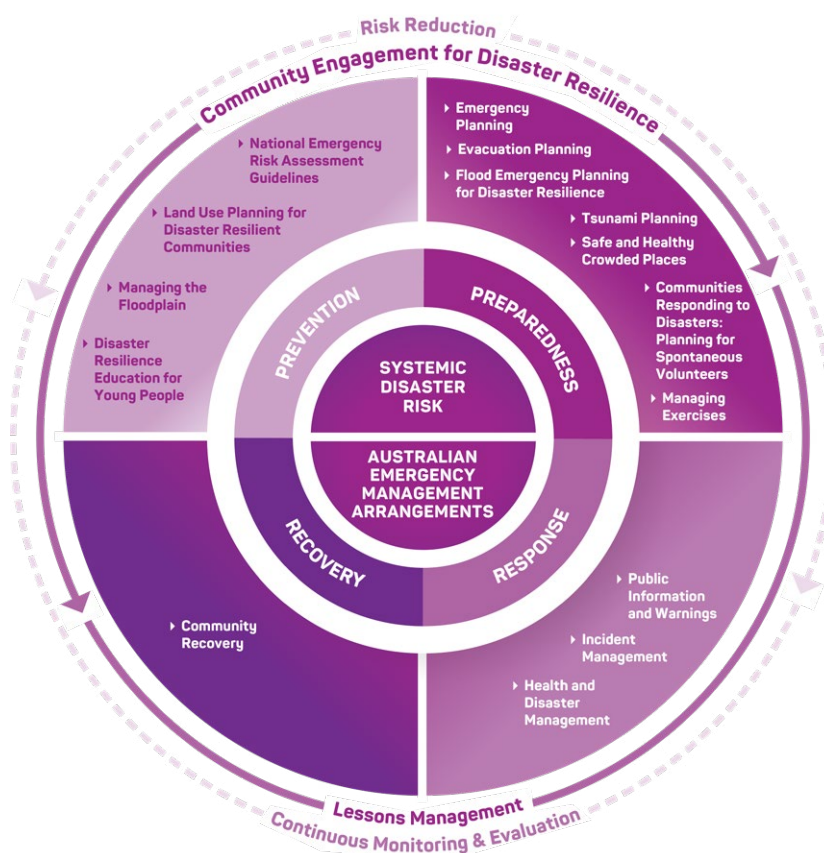 Risk Reduction
Community Engagement for Disaster Resilience
National Emergency
Risk Assessment
Guidelines
Land Use Planning for
Disaster Resilient
Communities
Managing the
Floodplain
Disaster
Resilience
Education for
Young People
Emergency
Planning
Evacuation Planning
Flood Emergency Planning
for Disaster Resilience
Tsunami Planning
Safe and Healthy
Crowded Places
Communities
Responding to
Disasters:
Planning for
Spontaneous
Volunteers
Managing
Exercises
PREVENTION
PREPAREDNESS
SYSTEMIC
DISASTER
RISK
AUSTRALIAN
EMERGENCY
MANAGEMENT
ARRANGEMENTS
RECOVERY
RESPONSE
Community
Recovery
Public
Information
and Warnings
Incident
Management
Health and
Disaster
Management
Lessons Management
Continuous Monitoring & Evaluation